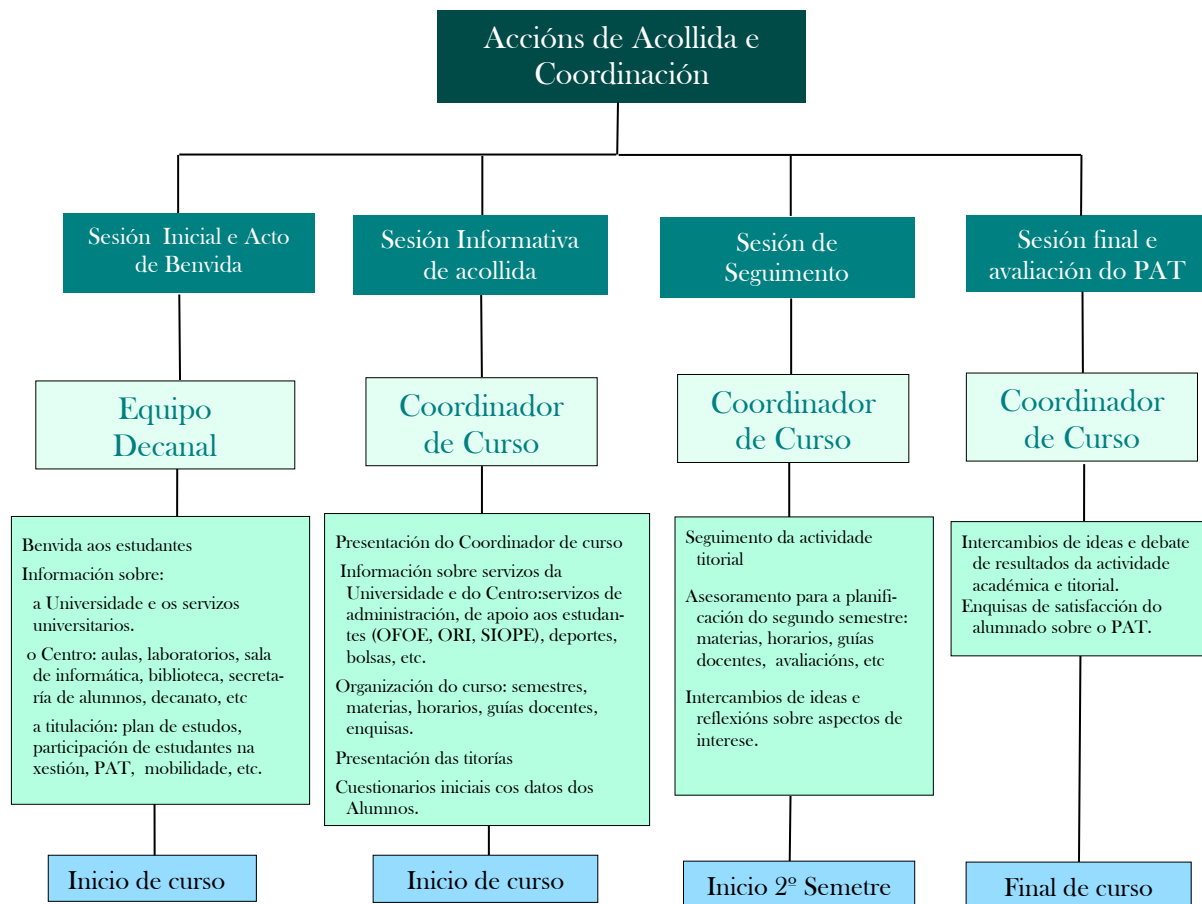 Accións de Acollida e
Coordinación
Sesión Inicial e Acto
de Benvida
Equipo
Decanal
Benvida aos estudantes
Información sobre:
a Universidade e os servizos
universitarios.
o Centro: aulas, laboratorios, sala
de informática, biblioteca, secreta-
ría de alumnos, decanato, etc
a titulación: plan de estudos,
participación de estudantes na
xestión, PAT, mobilidade, etc.
Inicio de curso
Sesión Informativa
de acollida
Coordinador
de Curso
Presentación do Coordinador de curso
Información sobre servizos da
Universidade e do Centro:servizos de
administración, de apoio aos estudan-
tes (OFOE, ORI, SIOPE), deportes,
bolsas, etc.
Organización do curso: semestres,
materias, horarios, guías docentes,
enquisas.
Presentación das titorías
Cuestionarios iniciais cos datos dos
Alumnos.
Inicio de curso
Sesión de
Seguimento
Coordinador
de Curso
Seguimento da actividade
titorial
Asesoramento para a planifi-
cación do segundo semestre:
materias, horarios, guías
docentes, avaliacións, etc
Intercambios de ideas e
reflexións sobre aspectos de
interese.
Inicio 2º Semetre
Sesión final e
avaliación do PAT
Coordinador
de Curso
Intercambios de ideas e debate
de resultados da actividade
académica e titorial.
Enquisas de satisfacción do
alumnado sobre o PAT.
Final de curso